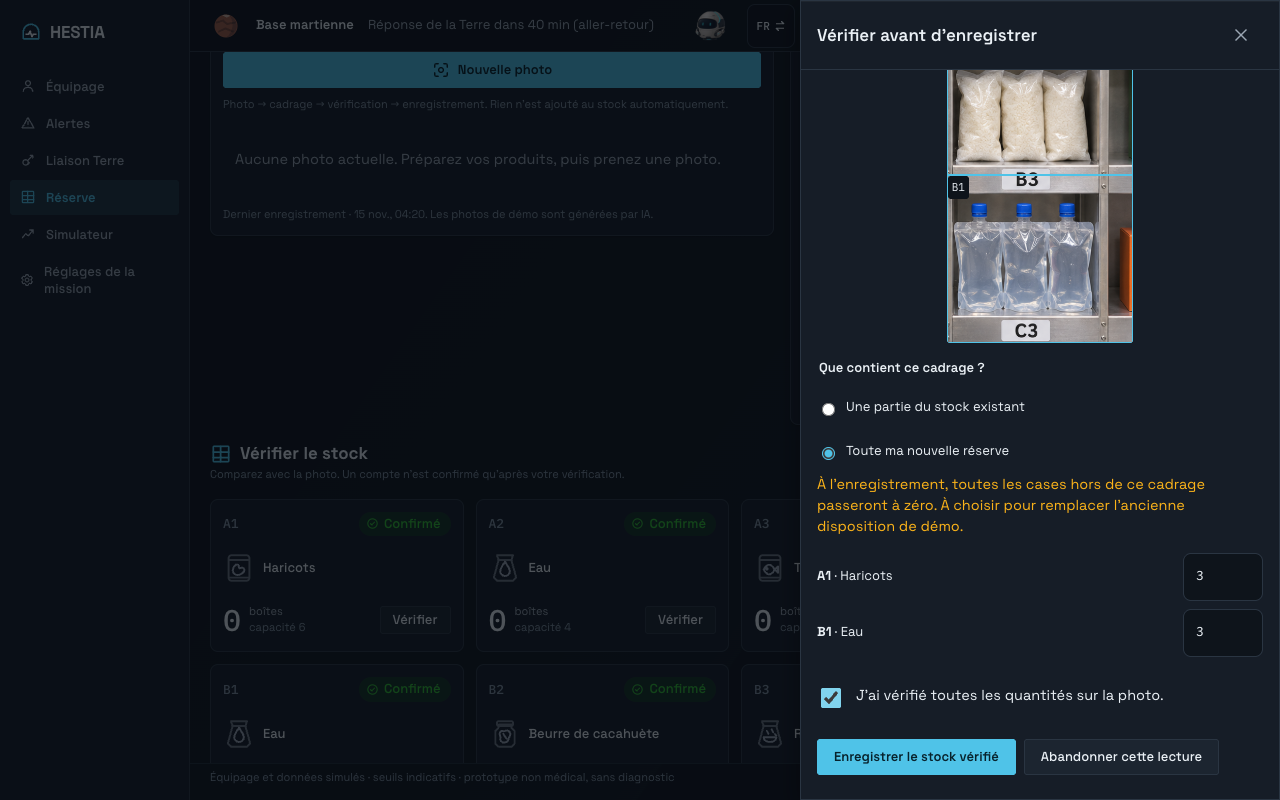 HESTIA
Équipage
Alertes
Liaison Terre
Réserve
Simulateur
Réglages de la
mission
Base martienne
Réponse de la Terre dans 40 min (aller-retour)
FR
Nouvelle photo
Photo → cadrage → vérification → enregistrement. Rien n'est ajouté au stock automatiquement.
Aucune photo actuelle. Préparez vos produits, puis prenez une photo.
Dernier enregistrement · 15 nov., 04:20. Les photos de démo sont générées par IA.
Vérifier le stock
Comparez avec la photo. Un compte n'est confirmé qu'après votre vérification.
A1
Confirmé
Haricots
0
boîtes
capacité 6
Vérifier
A2
Confirmé
Eau
0
boîtes
capacité 4
Vérifier
A3
T
0
B1
Confirmé
Eau
B2
Confirmé
Beurre de cacahuète
B3
Équipage et données simulés · seuils indicatifs · prototype non médical, sans diagnostic
Vérifier avant d'enregistrer
B3
B1
C3
Que contient ce cadrage ?
Une partie du stock existant
Toute ma nouvelle réserve
À l'enregistrement, toutes les cases hors de ce cadrage
passeront à zéro. À choisir pour remplacer l'ancienne
disposition de démo.
A1 · Haricots
3
B1 · Eau
3
J'ai vérifié toutes les quantités sur la photo.
Enregistrer le stock vérifié
Abandonner cette lecture